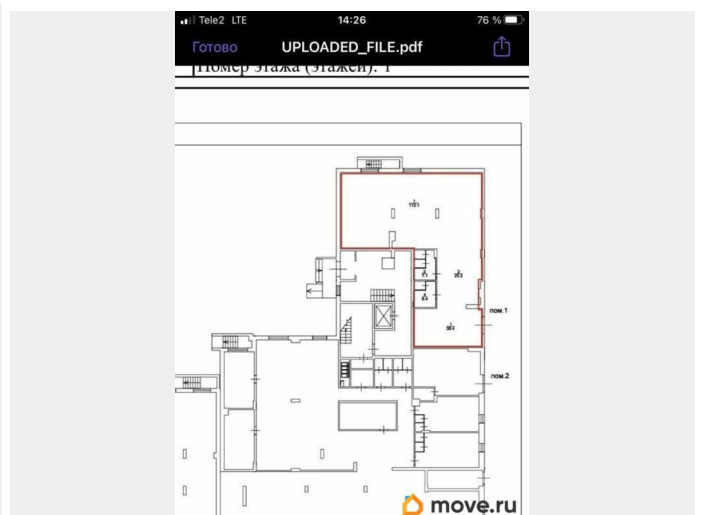 Tele2 LTE 14:26 76 %
Готово UPLOADED_FILE.pdf
Номер этажа (этажей): 1
пом.1
пом.2
move.ru